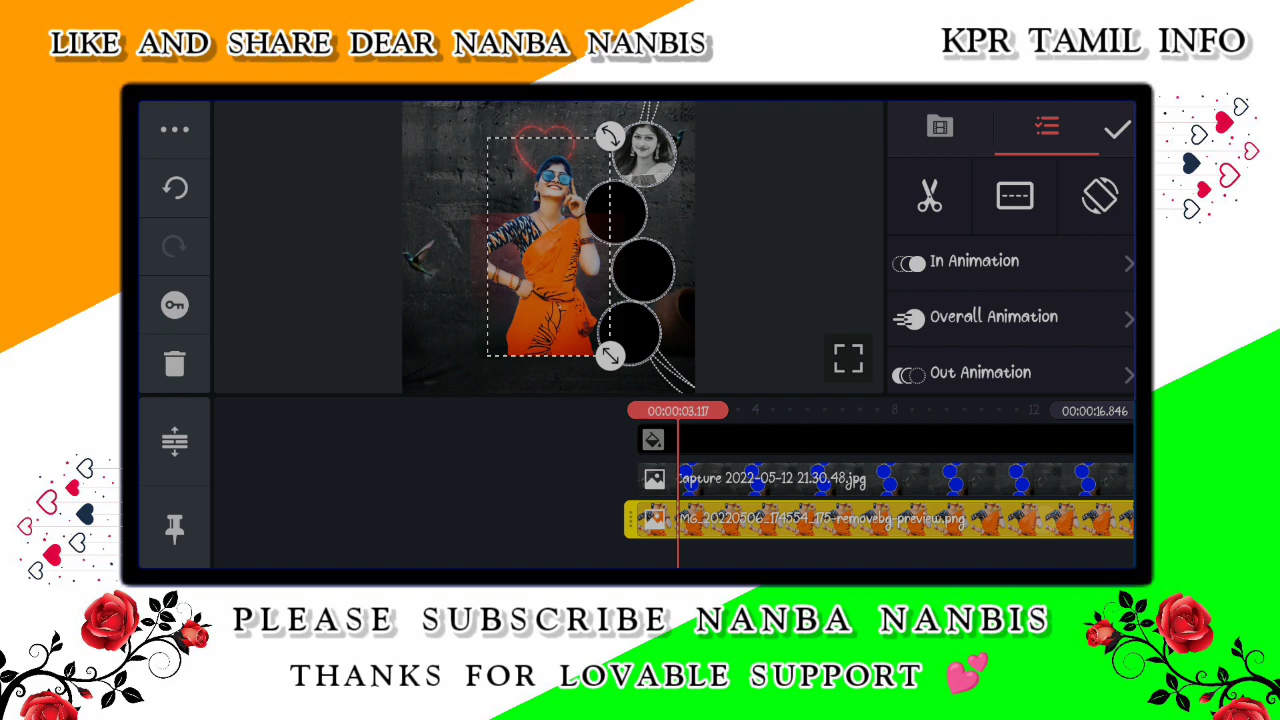 LIKE AND SHARE DEAR NANBA NANBIS
KPR TAMIL INFO
In Animation
Overall Animation
Out Animation
00:00:03.117
4
8
12
00:00:16.846
apture 2022-05-12 21.30.48.jpg
MG_20220506_174554_175-removebg-preview.png
PLEASE SUBSCRIBE NANBA NANBIS
THANKS FOR LOVABLE SUPPORT 💕